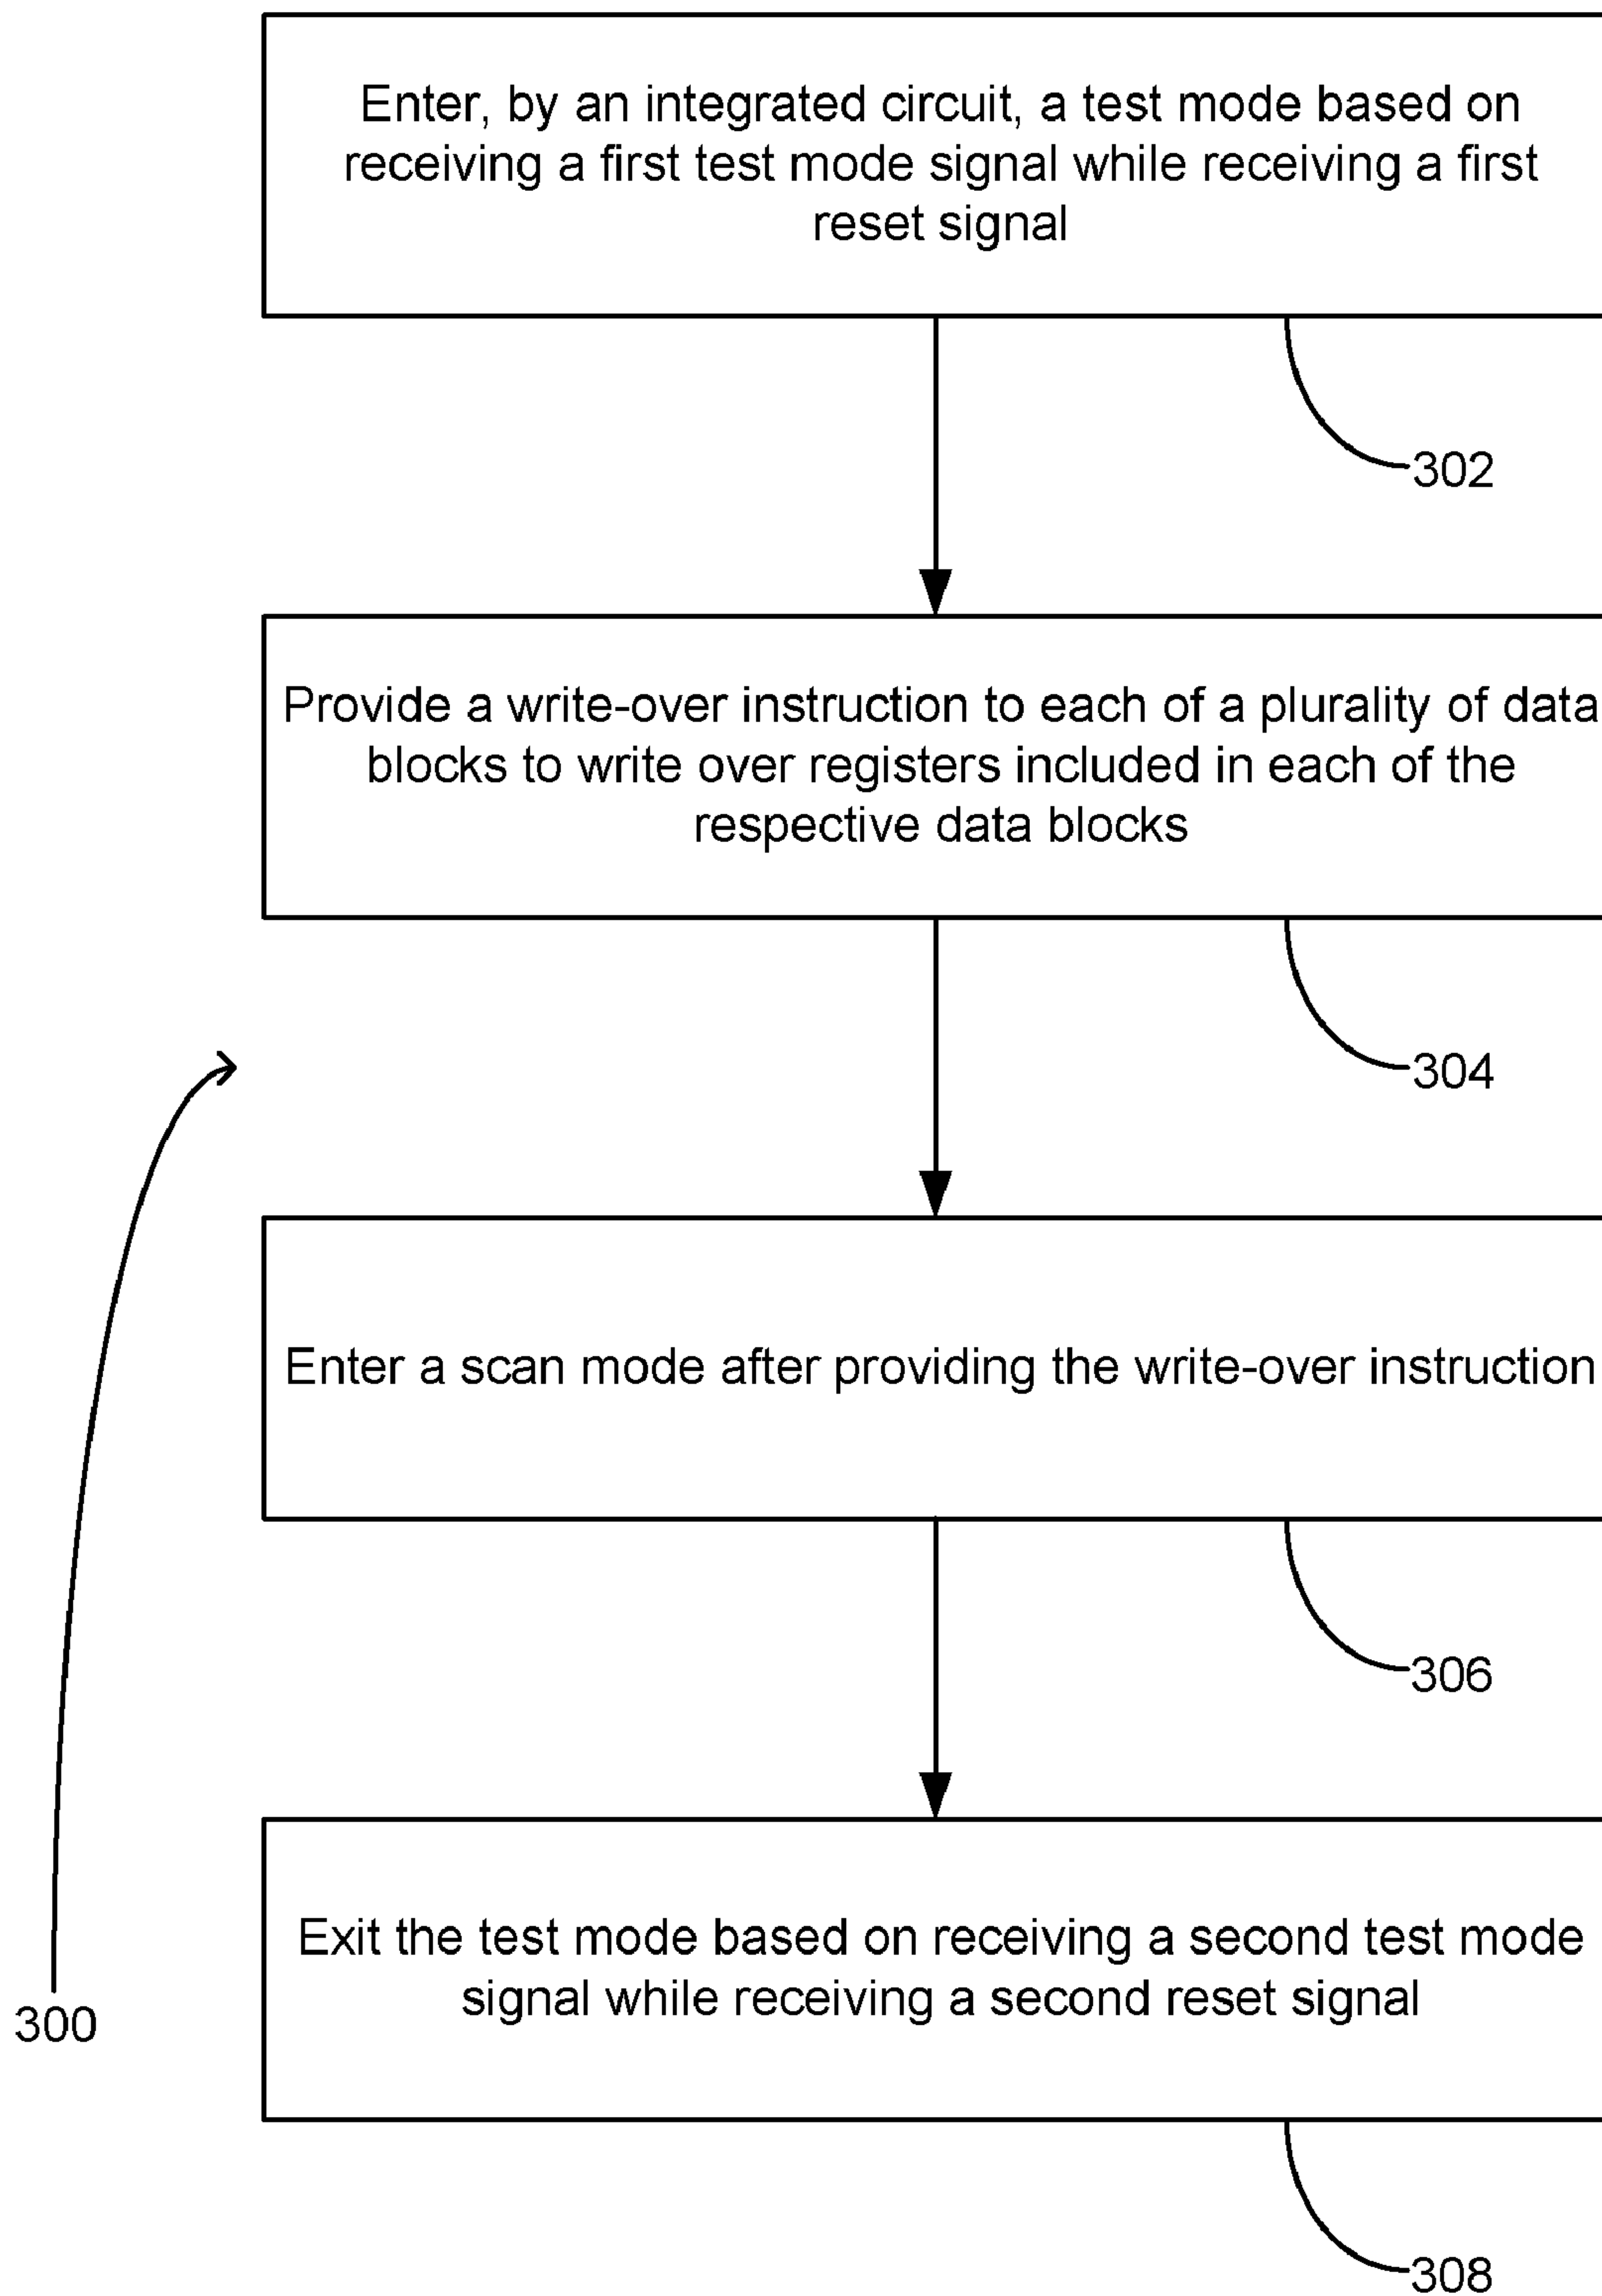 Enter, by an integrated circuit, a test mode based on
receiving a first test mode signal while receiving a first
reset signal
302
Provide a write-over instruction to each of a plurality of data
blocks to write over registers included in each of the
respective data blocks
304
Enter a scan mode after providing the write-over instruction
306
Exit the test mode based on receiving a second test mode
signal while receiving a second reset signal
300
308